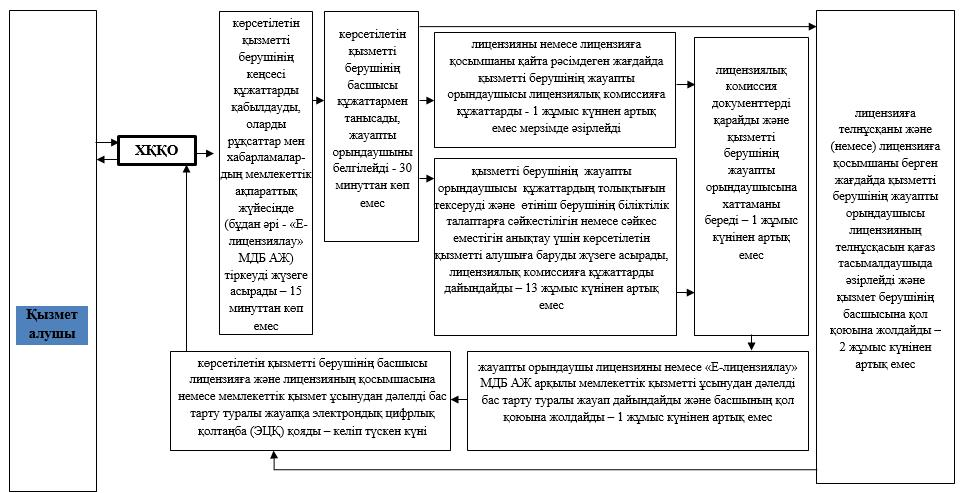 Қызмет
алушы
ХҚҚО
көрсетілетін
қызметті
берушінің
кеңсесі
құжаттарды
қабылдауды,
оларды
рұқсаттар мен
хабарламалар-
дың мемлекеттік
ақпараттық
жүйесінде
(бұдан әрі - «Е-
лицензиялау»
МДБ АЖ)
тіркеуді жүзеге
асырады – 15
минуттан көп
емес
көрсетілетін
қызметті
берушінің
басшысы
құжаттармен
танысады,
жауапты
орындаушыны
белгілейді - 30
минуттан көп
емес
лицензияны немесе лицензияға
қосымшаны қайта рәсімдеген жағдайда
қызметті берушінің жауапты
орындаушысы лицензиялық комиссияға
құжаттарды - 1 жұмыс күннен артық
емес мерзімде әзірлейді
қызметті берушінің жауапты
орындаушысы құжаттардың толықтығын
тексеруді және өтініш берушінің біліктілік
талаптарға сәйкестілігін немесе сәйкес
еместігін анықтау үшін көрсетілетін
қызметті алушыға баруды жүзеге асырады,
лицензиялық комиссияға құжаттарды
дайындайды – 13 жұмыс күнінен артық
емес
лицензиялық
комиссия
документтерді
қарайды және
қызметті
берушінің
жауапты
орындаушысына
хаттаманы
береді – 1 жұмыс
күнінен артық
емес
лицензияға
телнұсқаны және
(немесе) лицензияға
қосымшаны берген
жағдайда қызметті
берушінің жауапты
орындаушысы
лицензияның
телнұсқасын қағаз
тасымалдаушыда
әзірлейді және
қызмет берушінің
басшысына қол
қоюына жолдайды –
2 жұмыс күнінен
артық емес
жауапты орындаушы лицензияны немесе «Е-лицензиялау»
МДБ АЖ арқылы мемлекеттік қызметті ұсынудан дәлелді
бас тарту туралы жауап дайындайды және басшының қол
қоюына жолдайды – 1 жұмыс күнінен артық емес
көрсетілетін қызметті берушінің басшысы
лицензияға және лицензияның қосымшасына
немесе мемлекеттік қызмет ұсынудан дәлелді бас
тарту туралы жауапқа электрондық цифрлық
қолтаңба (ЭЦҚ) қояды – келіп түскен күні